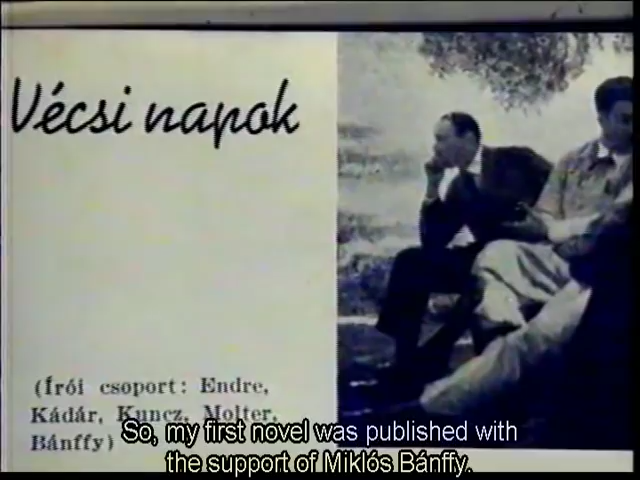 Vécsi napok
(Írói csoport: Endre,
Kádár, Kuncz, Molter,
Bánffy)
So, my first novel was published with
the support of Miklós Bánffy.